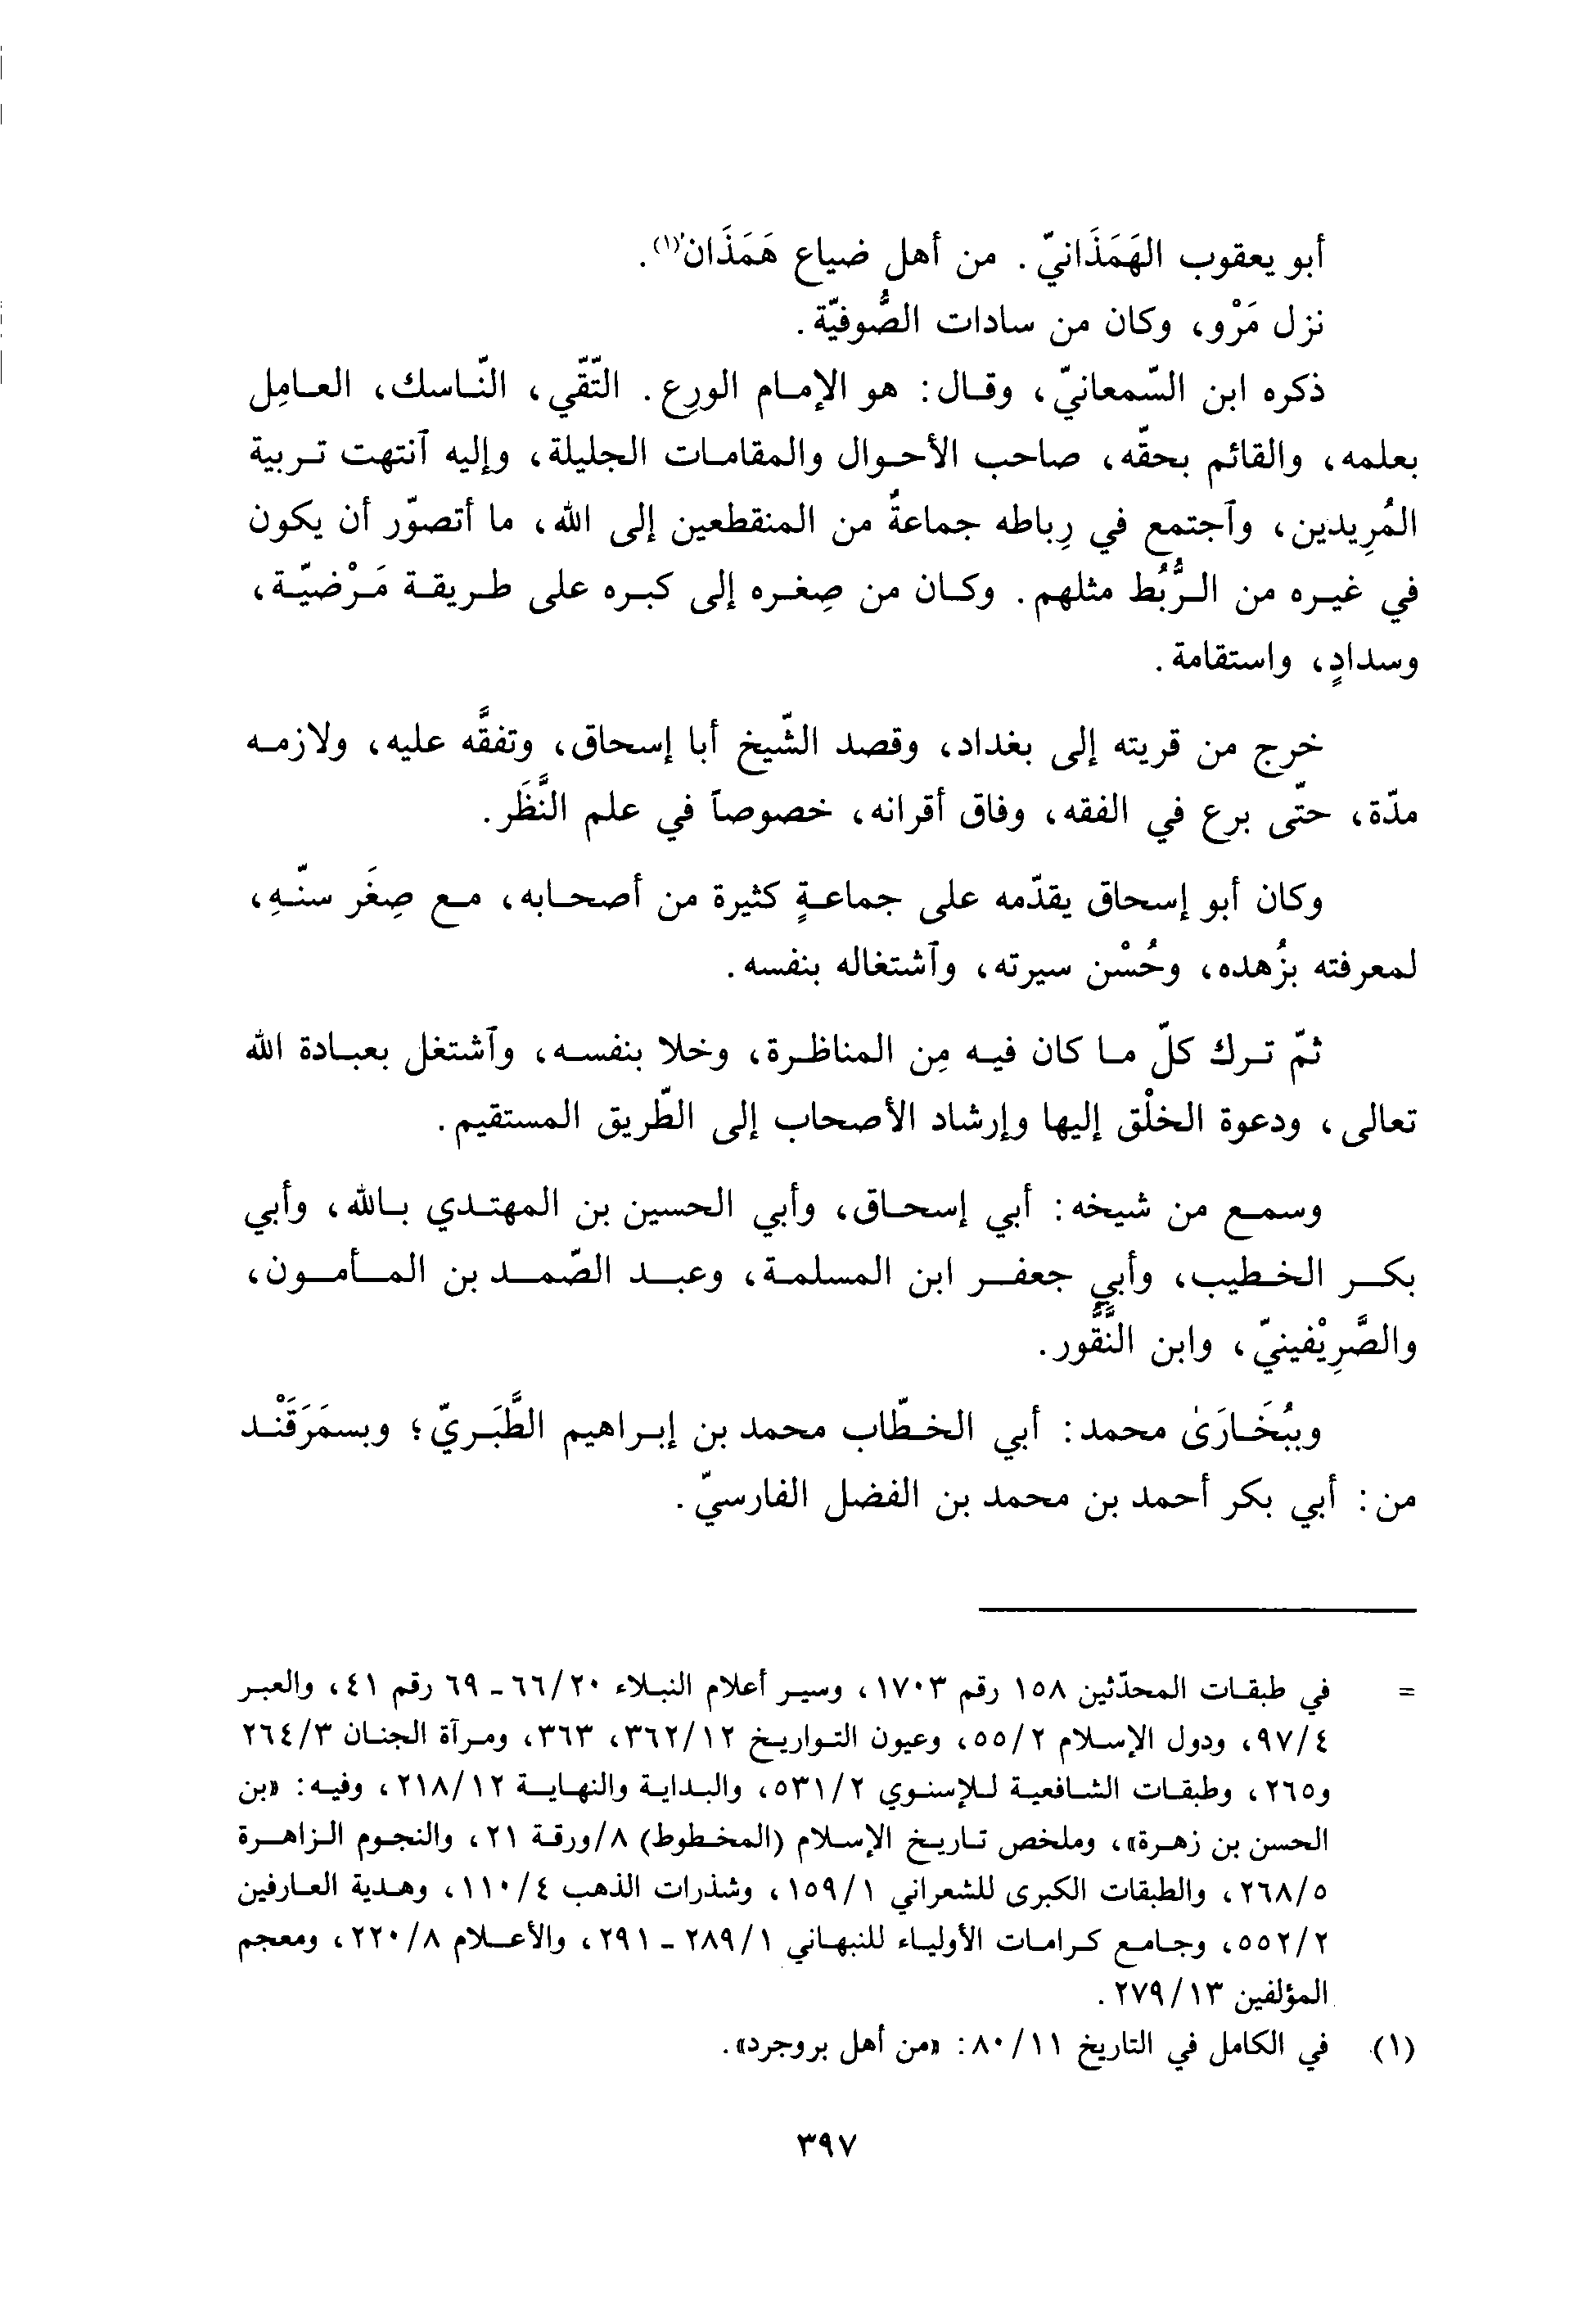 أبو يعقوب الهَمَذَانيّ. من أهل ضياع هَمَذَان(١).
نزل مَرْو، وكان من سادات الصُّوفيّة.
ذكره ابن السّمعانيّ، وقال: هو الإمام الورِع. التّقّي، النّاسك، العامِل
بعلمه، والقائم بحقّه، صاحب الأحوال والمقامات الجليلة، وإليه ٱنتهت تربية
المُرِيدين، وٱجتمع في رِباطه جماعةٌ من المنقطعين إلى الله، ما أتصوّر أن يكون
في غيره من الرُّبُط مثلهم. وكان من صِغره إلى كبره على طريقة مَرْضيّة،
وسدادٍ، واستقامة.
خرج من قريته إلى بغداد، وقصد الشّيخ أبا إسحاق، وتفقَّه عليه، ولازمه
مدّة، حتّى برع في الفقه، وفاق أقرانه، خصوصاً في علم النَّظَر.
وكان أبو إسحاق يقدّمه على جماعةٍ كثيرة من أصحابه، مع صِغَر سنّهِ،
لمعرفته بزُهده، وحُسْن سيرته، وٱشتغاله بنفسه.
ثمّ ترك كلّ ما كان فيه مِن المناظرة، وخلا بنفسه، وٱشتغل بعبادة الله
تعالى، ودعوة الخلْق إليها وإرشاد الأصحاب إلى الطّريق المستقيم.
وسمع من شيخه: أبي إسحاق، وأبي الحسين بن المهتدي بالله، وأبي
بكر الخطيب، وأبي جعفر ابن المسلمة، وعبد الصّمد بن المأمون،
والصَّرِيْفينيّ، وابن النَّقُّور.
وببُخَارَىٰ محمد: أبي الخطّاب محمد بن إبراهيم الطَّبَريّ؛ وبسمَرَقَنْد
من: أبي بكر أحمد بن محمد بن الفضل الفارسيّ.
= في طبقات المحدّثين ١٥٨ رقم ١٧٠٣، وسير أعلام النبلاء ٢٠/ ٦٦ - ٦٩ رقم ٤١، والعبر
٤/ ٩٧، ودول الإسلام ٢/ ٥٥، وعيون التواريخ ١٢/ ٣٦٢، ٣٦٣، ومرآة الجنان ٣/ ٢٦٤
و٢٦٥، وطبقات الشافعية للإسنوي ٢/ ٥٣١، والبداية والنهاية ١٢/ ٢١٨، وفيه: «بن
الحسن بن زهرة»، وملخص تاريخ الإسلام (المخطوط) ٨/ ورقة ٢١، والنجوم الزاهرة
٥/ ٢٦٨، والطبقات الكبرى للشعراني ١/ ١٥٩، وشذرات الذهب ٤/ ١١٠، وهدية العارفين
٢/ ٥٥٢، وجامع كرامات الأولياء للنبهاني ١/ ٢٨٩ - ٢٩١، والأعلام ٨/ ٢٢٠، ومعجم
المؤلفين ١٣/ ٢٧٩.
(١) في الكامل في التاريخ ١١/ ٨٠: «من أهل بروجرد».
٣٩٧